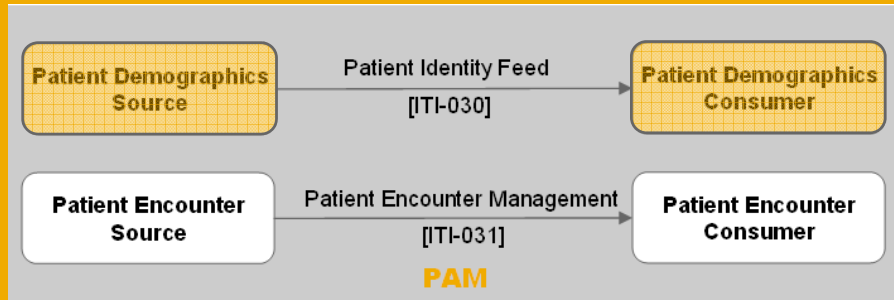 Patient Demographics
Source
Patient Identity Feed
[ITI-030]
Patient Demographics
Consumer
Patient Encounter
Source
Patient Encounter Management
[ITI-031]
Patient Encounter
Consumer
PAM